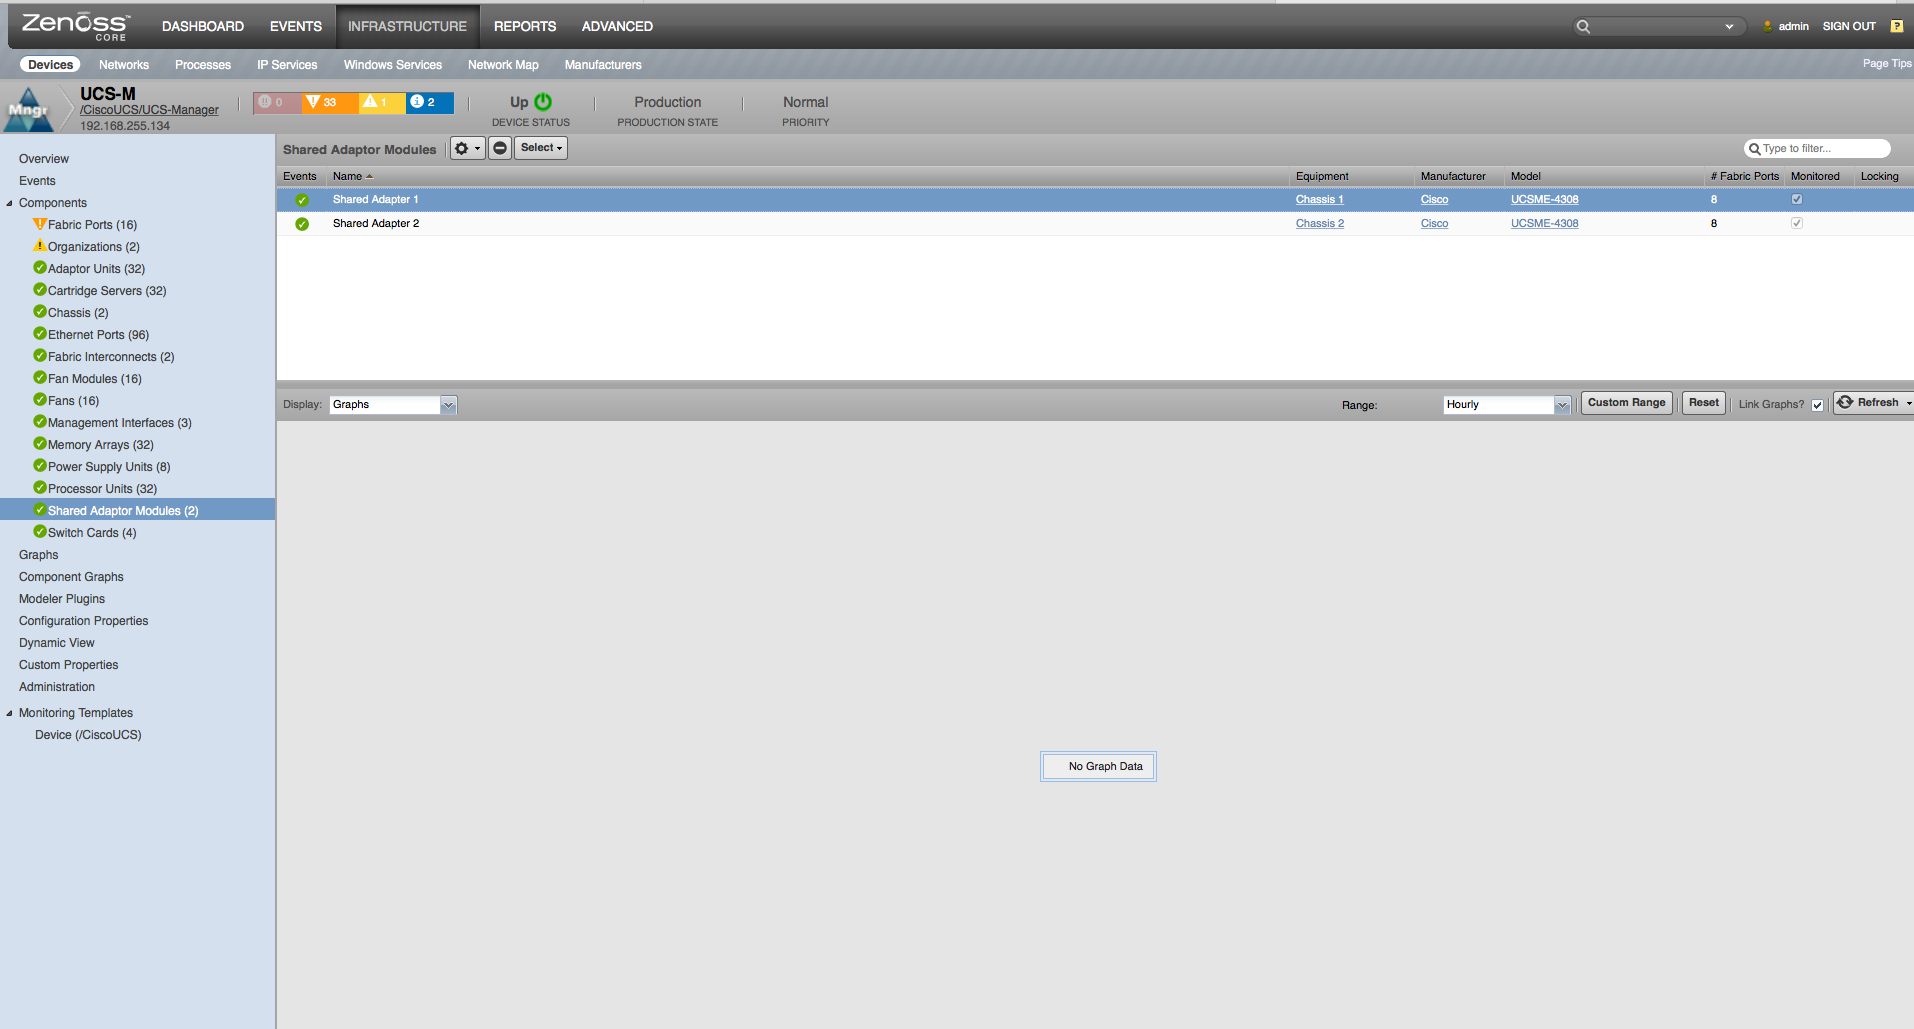 Zenoss™
CORE
DASHBOARD EVENTS INFRASTRUCTURE REPORTS ADVANCED
admin SIGN OUT ?
Devices Networks Processes IP Services Windows Services Network Map Manufacturers
Page Tips
Mngr
UCS-M
/CiscoUCS/UCS-Manager
192.168.255.134
0 33 1 2
Up
DEVICE STATUS
Production
PRODUCTION STATE
Normal
PRIORITY
Overview
Events
Components
Fabric Ports (16)
Organizations (2)
Adaptor Units (32)
Cartridge Servers (32)
Chassis (2)
Ethernet Ports (96)
Fabric Interconnects (2)
Fan Modules (16)
Fans (16)
Management Interfaces (3)
Memory Arrays (32)
Power Supply Units (8)
Processor Units (32)
Shared Adaptor Modules (2)
Switch Cards (4)
Graphs
Component Graphs
Modeler Plugins
Configuration Properties
Dynamic View
Custom Properties
Administration
Monitoring Templates
Device (/CiscoUCS)
Shared Adaptor Modules Select Type to filter...
Events Name Equipment Manufacturer Model # Fabric Ports Monitored Locking
Shared Adapter 1 Chassis 1 Cisco UCSME-4308 8
Shared Adapter 2 Chassis 2 Cisco UCSME-4308 8
Display: Graphs Range: Hourly Custom Range Reset Link Graphs? Refresh
No Graph Data